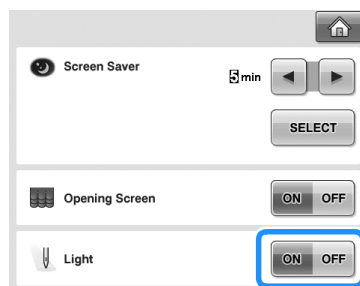 Screen Saver
5 min
SELECT
Opening Screen ON OFF
Light ON OFF